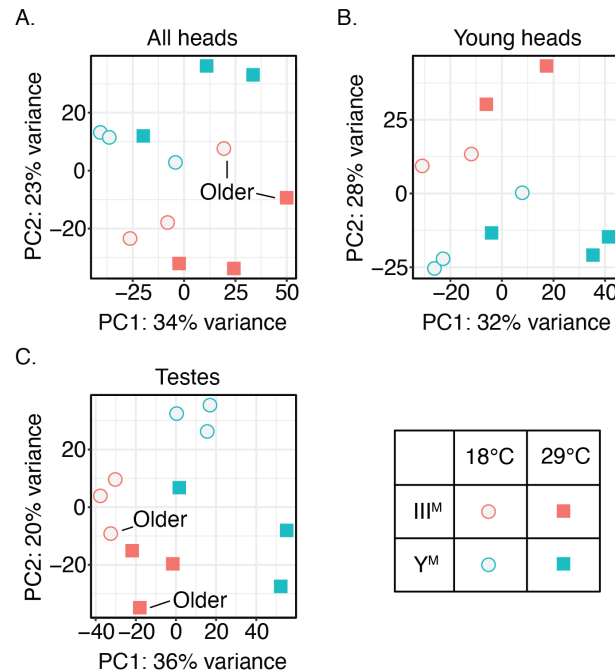 A.
All heads
PC2: 23% variance
20
0
−20
Older
−25
0
25
50
PC1: 34% variance
B.
Young heads
PC2: 28% variance
25
0
−25
−20
0
20
40
PC1: 32% variance
C.
Testes
PC2: 20% variance
20
0
−20
Older
Older
−40
−20
0
20
40
PC1: 36% variance
18°C 29°C
IIIᴹ
Yᴹ